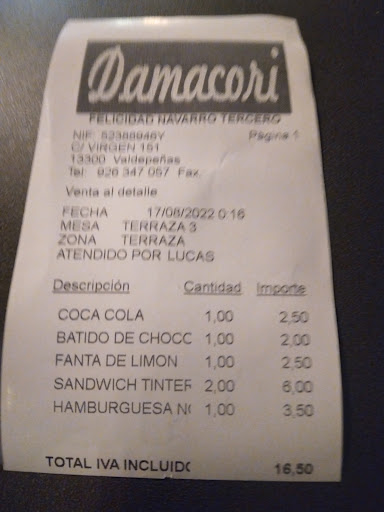 Damacori
FELICIDAD NAVARRO TERCERO
NIF: 52386946Y Página 1
C/ VIRGEN 151
13300 Valdepeñas
Tel: 926 347 057 Fax.
Venta al detalle
FECHA 17/08/2022 0:16
MESA TERRAZA 3
ZONA TERRAZA
ATENDIDO POR LUCAS
Descripción Cantidad Importe
COCA COLA 1,00 2,50
BATIDO DE CHOCC 1,00 2,00
FANTA DE LIMON 1,00 2,50
SANDWICH TINTER 2,00 6,00
HAMBURGUESA N( 1,00 3,50
TOTAL IVA INCLUIDC 16,50